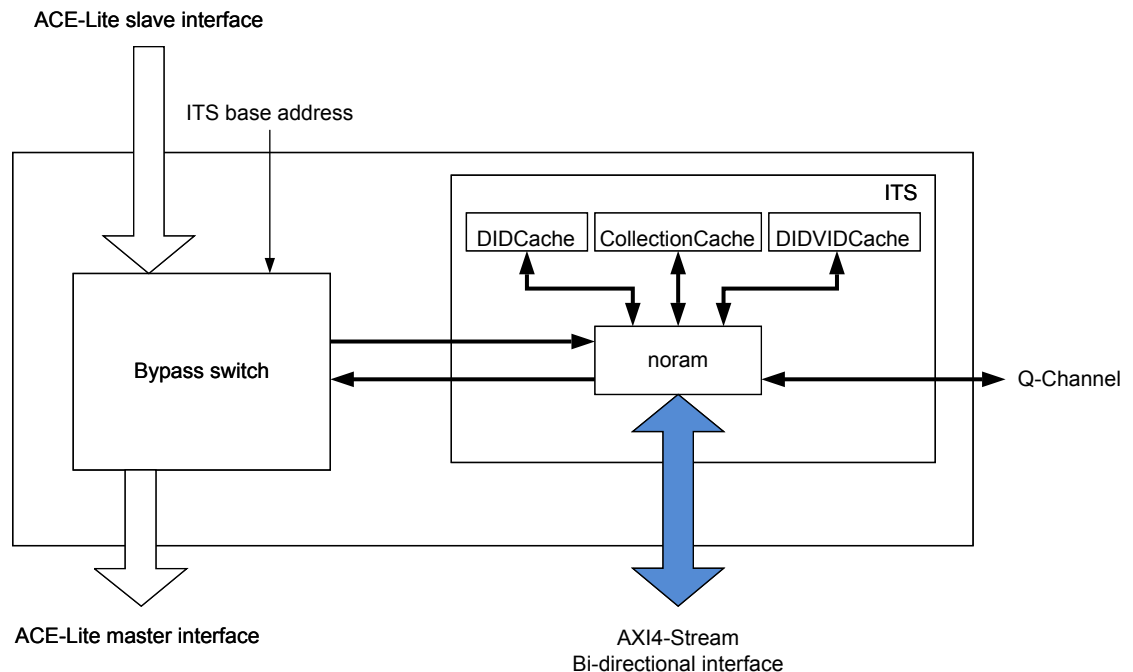 ACE-Lite slave interface
ITS base address
ITS
DIDCache
CollectionCache
DIDVIDCache
Bypass switch
noram
Q-Channel
ACE-Lite master interface
AXI4-Stream
Bi-directional interface